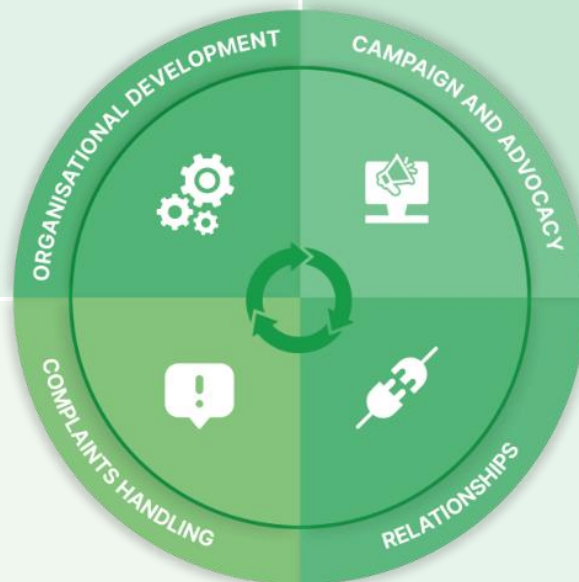 ORGANISATIONAL DEVELOPMENT
CAMPAIGN AND ADVOCACY
COMPLAINTS HANDLING
RELATIONSHIPS